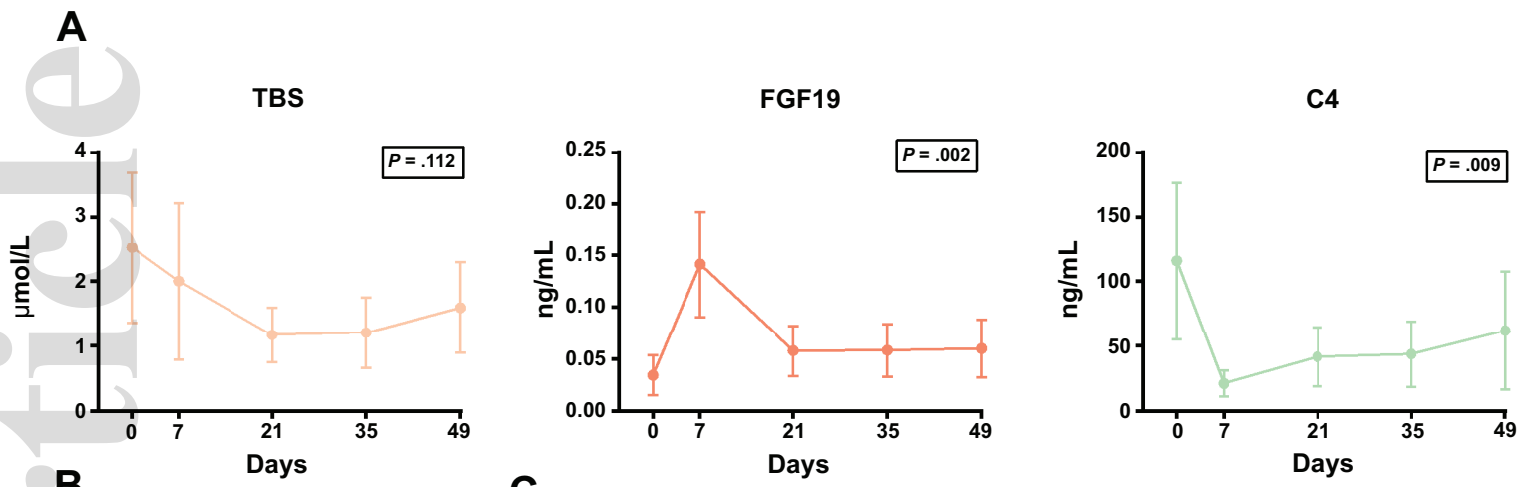 A
TBS
P = .112
4
3
2
1
0
μmol/L
0 7 21 35 49
Days
FGF19
P = .002
0.25
0.20
0.15
0.10
0.05
0.00
ng/mL
0 7 21 35 49
Days
C4
P = .009
200
150
100
50
0
ng/mL
0 7 21 35 49
Days
ticle
B
C